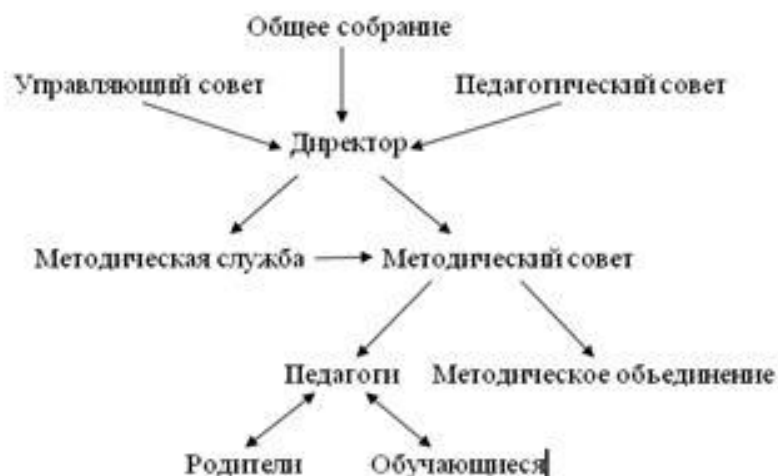 Общее собрание
Управляющий совет Педагогический совет
Директор
Методическая служба Методический совет
Педагоги Методическое объединение
Родители Обучающиеся